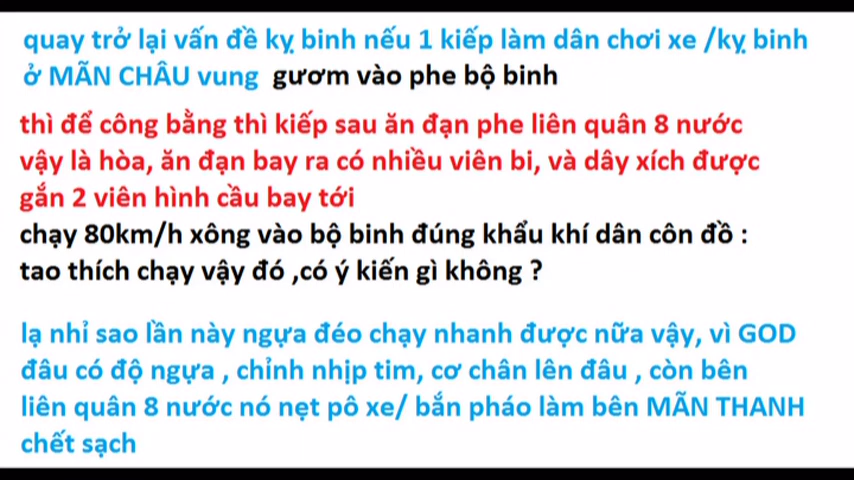 quay trở lại vấn đề kỵ binh nếu 1 kiếp làm dân chơi xe /kỵ binh
ở MÃN CHÂU vung gươm vào phe bộ binh
thì để công bằng thì kiếp sau ăn đạn phe liên quân 8 nước
vậy là hòa, ăn đạn bay ra có nhiều viên bi, và dây xích được
gắn 2 viên hình cầu bay tới
chạy 80km/h xông vào bộ binh đúng khẩu khí dân côn đồ :
tao thích chạy vậy đó ,có ý kiến gì không ?
lạ nhỉ sao lần này ngựa đéo chạy nhanh được nữa vậy, vì GOD
đâu có độ ngựa , chỉnh nhịp tim, cơ chân lên đâu , còn bên
liên quân 8 nước nó nẹt pô xe/ bắn pháo làm bên MÃN THANH
chết sạch